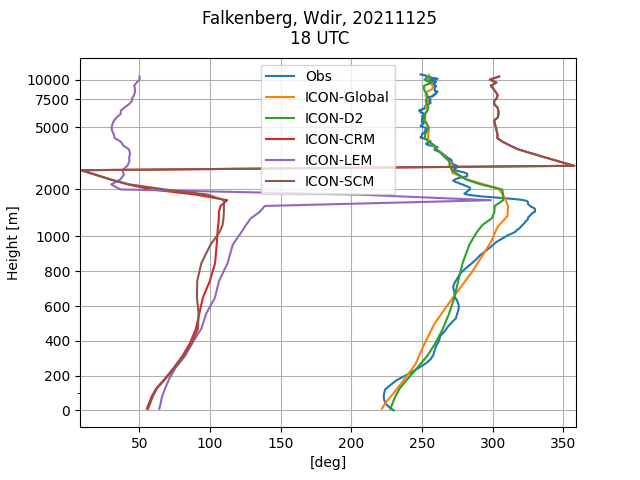 Falkenberg, Wdir, 20211125
18 UTC
Height [m]
10000
7500
5000
2000
1000
800
600
400
200
0
Obs
ICON-Global
ICON-D2
ICON-CRM
ICON-LEM
ICON-SCM
50 100 150 200 250 300 350
[deg]